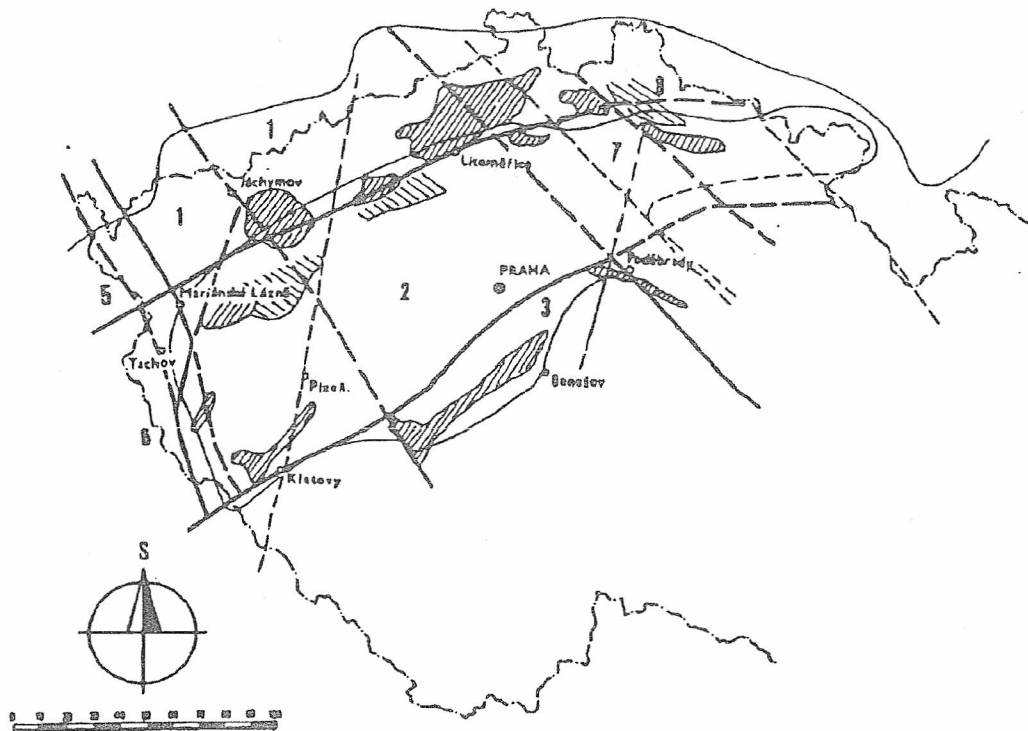 8
1
7
Litoměřice
Jáchymov
1
Poděbrady
PRAHA
5
Mariánské Lázně
2
3
Tachov
Benešov
Plzeň
6
Klatovy
S